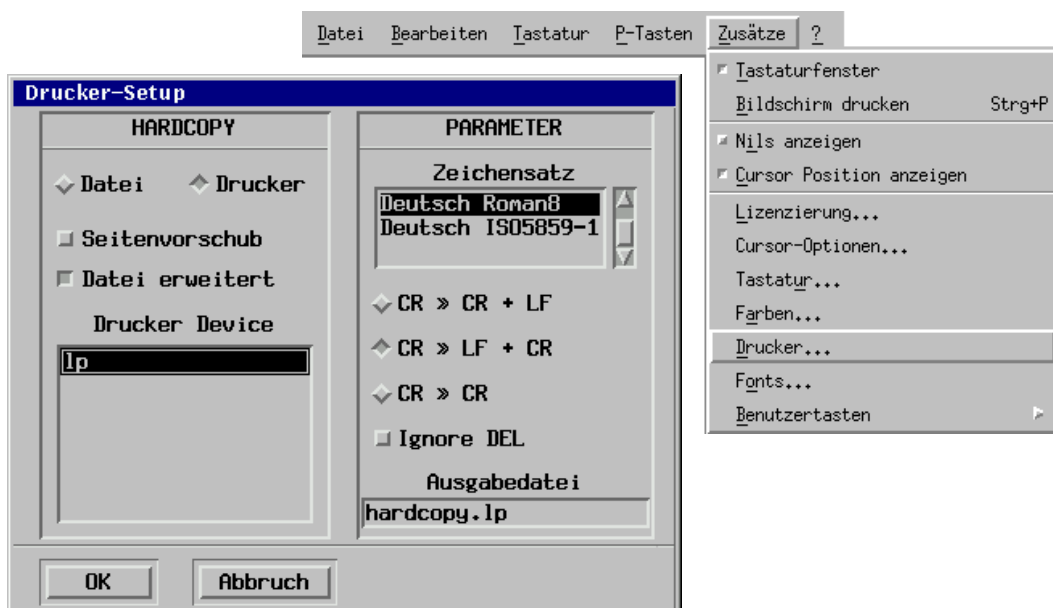 Datei Bearbeiten Tastatur P-Tasten Zusätze ?
Tastaturfenster
Bildschirm drucken Strg+P
Nils anzeigen
Cursor Position anzeigen
Lizenzierung...
Cursor-Optionen...
Tastatur...
Farben...
Drucker...
Fonts...
Benutzertasten
Drucker-Setup
HARDCOPY
Datei Drucker
Seitenvorschub
Datei erweitert
Drucker Device
lp
PARAMETER
Zeichensatz
Deutsch Roman8
Deutsch ISO5859-1
CR » CR + LF
CR » LF + CR
CR » CR
Ignore DEL
Ausgabedatei
hardcopy.lp
OK Abbruch